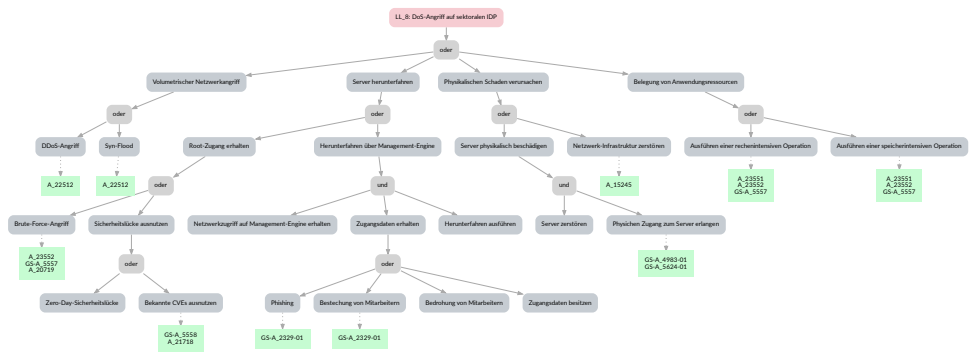 LL_8: DoS-Angriff auf sektoralen IDP
oder
Volumetrischer Netzwerkangriff
Server herunterfahren
Physikalischen Schaden verursachen
Belegung von Anwendungsressourcen
oder
oder
oder
oder
DDoS-Angriff
Syn-Flood
Root-Zugang erhalten
Herunterfahren über Management-Engine
Server physikalisch beschädigen
Netzwerk-Infrastruktur zerstören
Ausführen einer rechenintensiven Operation
Ausführen einer speicherintensiven Operation
A_22512
A_22512
oder
und
und
A_15245
A_23551
A_23552
GS-A_5557
A_23551
A_23552
GS-A_5557
Brute-Force-Angriff
Sicherheitslücke ausnutzen
Netzwerkzugriff auf Management-Engine erhalten
Zugangsdaten erhalten
Herunterfahren ausführen
Server zerstören
Physichen Zugang zum Server erlangen
A_23552
GS-A_5557
A_20719
oder
oder
GS-A_4983-01
GS-A_5624-01
Zero-Day-Sicherheitslücke
Bekannte CVEs ausnutzen
Phishing
Bestechung von Mitarbeitern
Bedrohung von Mitarbeitern
Zugangsdaten besitzen
GS-A_5558
A_21718
GS-A_2329-01
GS-A_2329-01